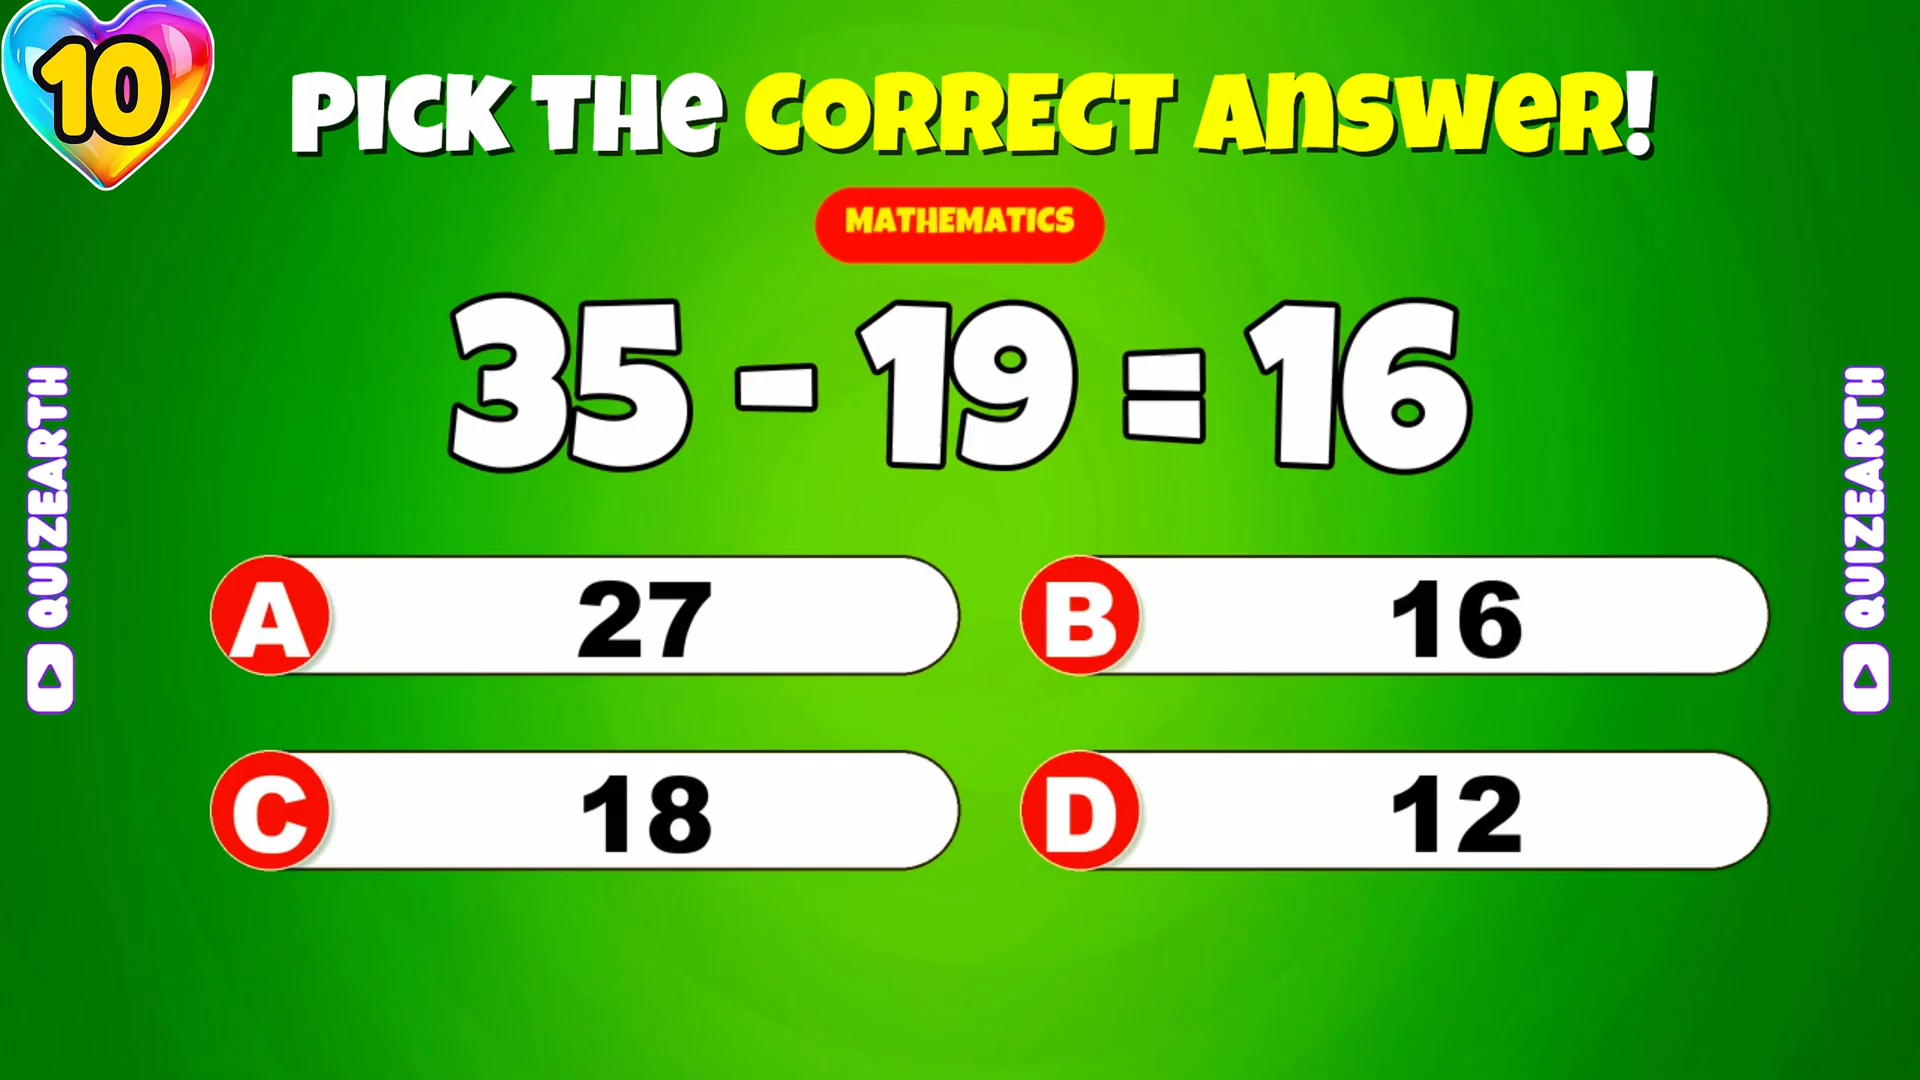 10
PICK THE CORRECT ANSWER!
MATHEMATICS
35 - 19 = 16
A 27
B 16
C 18
D 12
QUIZEARTH
QUIZEARTH